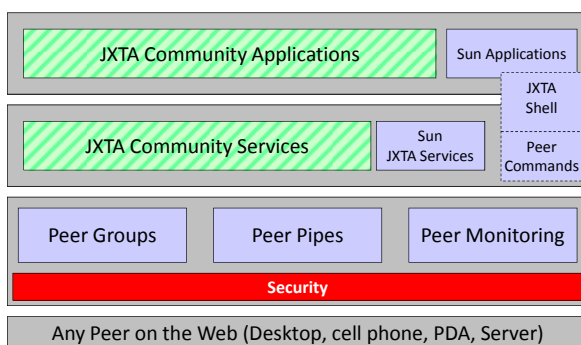 JXTA Community Applications
Sun Applications
JXTA
Shell
JXTA Community Services
Sun
JXTA Services
Peer
Commands
Peer Groups
Peer Pipes
Peer Monitoring
Security
Any Peer on the Web (Desktop, cell phone, PDA, Server)